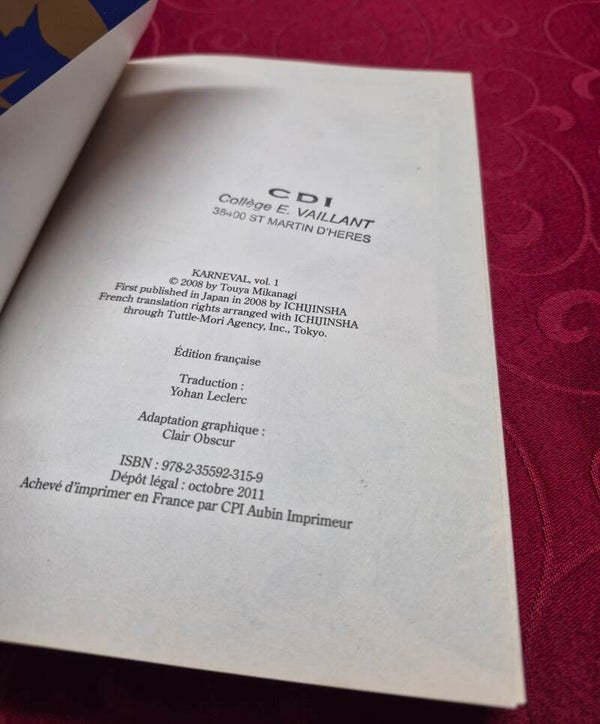 CDI
Collège E. VAILLANT
38400 ST MARTIN D'HERES
KARNEVAL, vol. 1
© 2008 by Touya Mikanagi
First published in Japan in 2008 by ICHIJINSHA
French translation rights arranged with ICHIJINSHA
through Tuttle-Mori Agency, Inc., Tokyo.
Édition française
Traduction :
Yohan Leclerc
Adaptation graphique :
Clair Obscur
ISBN : 978-2-35592-315-9
Dépôt légal : octobre 2011
Achevé d'imprimer en France par CPI Aubin Imprimeur